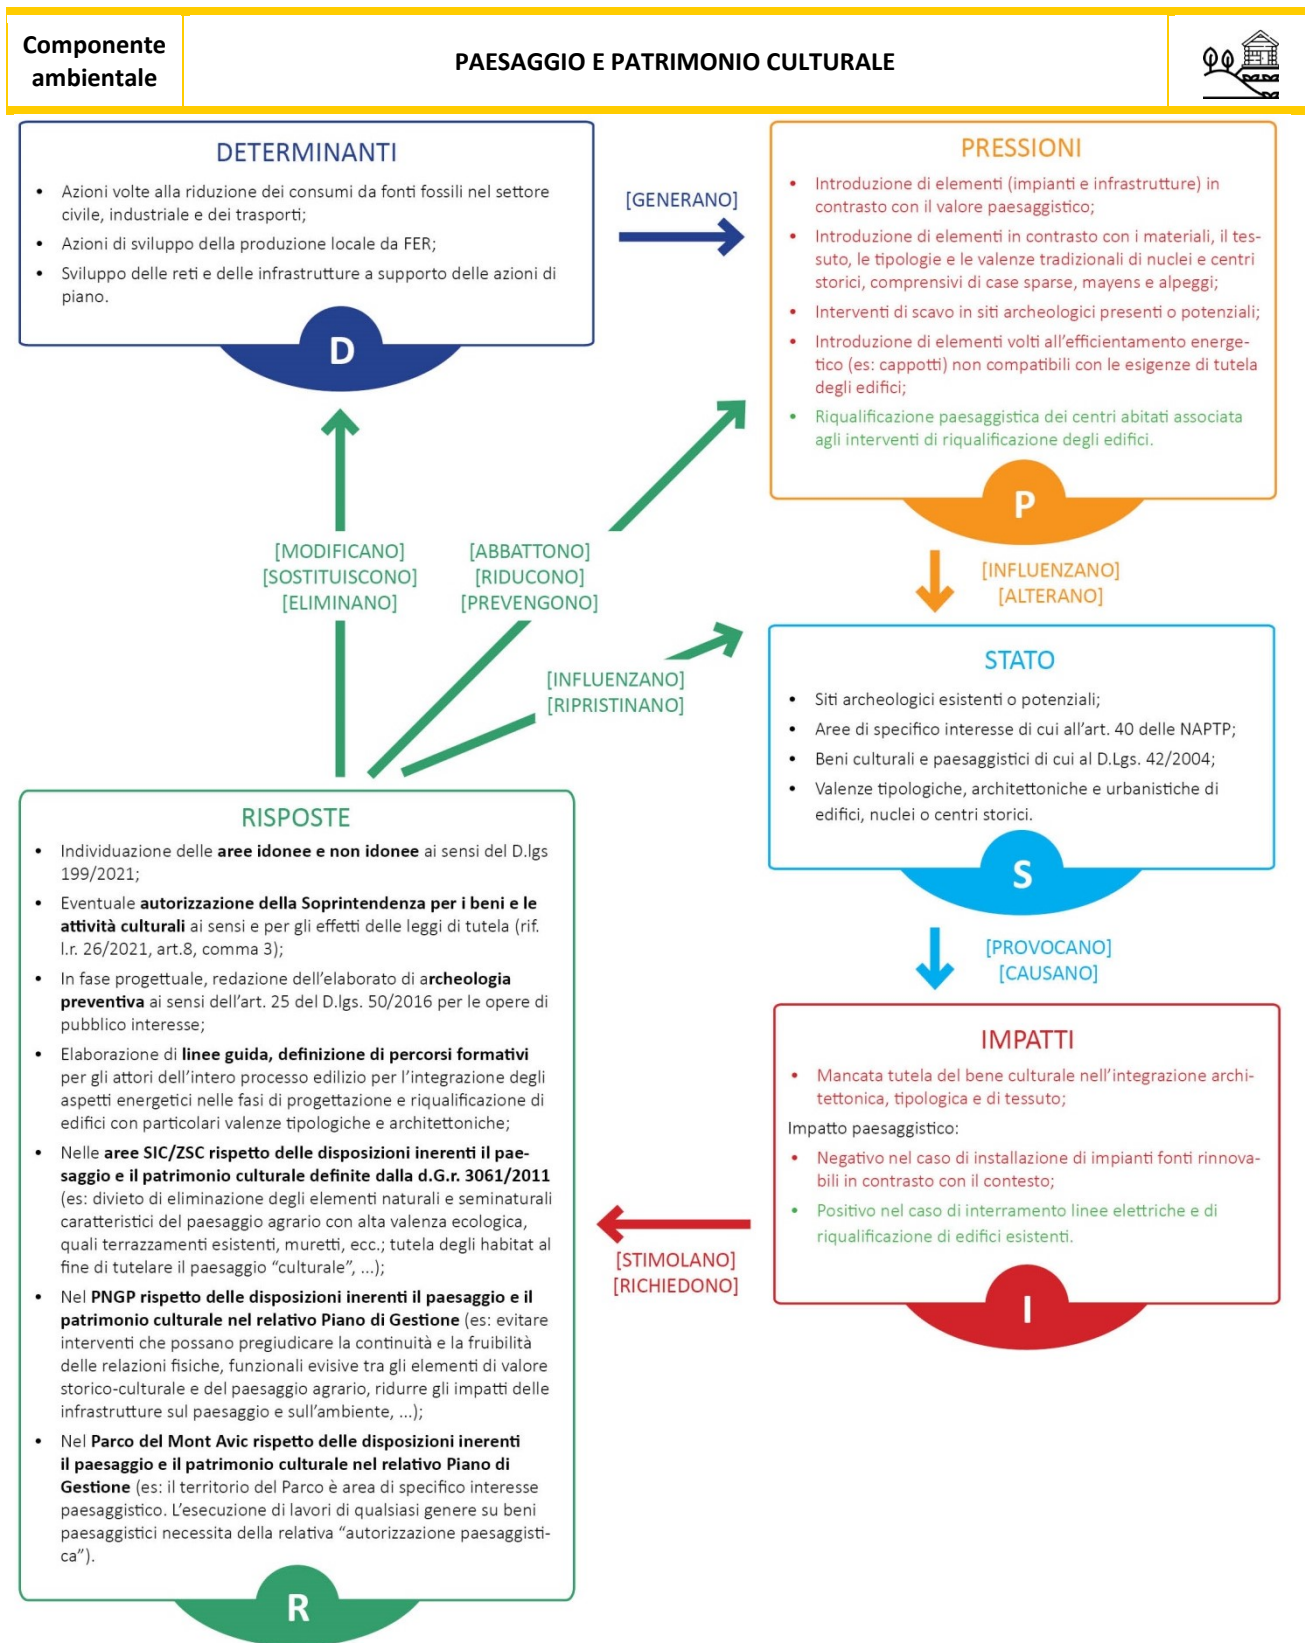 Componente
ambientale
PAESAGGIO E PATRIMONIO CULTURALE
DETERMINANTI
• Azioni volte alla riduzione dei consumi da fonti fossili nel settore
civile, industriale e dei trasporti;
• Azioni di sviluppo della produzione locale da FER;
• Sviluppo delle reti e delle infrastrutture a supporto delle azioni di
piano.
D
[GENERANO]
PRESSIONI
• Introduzione di elementi (impianti e infrastrutture) in
contrasto con il valore paesaggistico;
• Introduzione di elementi in contrasto con i materiali, il tes-
suto, le tipologie e le valenze tradizionali di nuclei e centri
storici, comprensivi di case sparse, mayens e alpeggi;
• Interventi di scavo in siti archeologici presenti o potenziali;
• Introduzione di elementi volti all’efficientamento energe-
tico (es: cappotti) non compatibili con le esigenze di tutela
degli edifici;
• Riqualificazione paesaggistica dei centri abitati associata
agli interventi di riqualificazione degli edifici.
P
[MODIFICANO]
[SOSTITUISCONO]
[ELIMINANO]
[ABBATTONO]
[RIDUCONO]
[PREVENGONO]
[INFLUENZANO]
[ALTERANO]
[INFLUENZANO]
[RIPRISTINANO]
STATO
• Siti archeologici esistenti o potenziali;
• Aree di specifico interesse di cui all’art. 40 delle NAPTP;
• Beni culturali e paesaggistici di cui al D.Lgs. 42/2004;
• Valenze tipologiche, architettoniche e urbanistiche di
edifici, nuclei o centri storici.
S
[PROVOCANO]
[CAUSANO]
IMPATTI
• Mancata tutela del bene culturale nell’integrazione archi-
tettonica, tipologica e di tessuto;
Impatto paesaggistico:
• Negativo nel caso di installazione di impianti fonti rinnova-
bili in contrasto con il contesto;
• Positivo nel caso di interramento linee elettriche e di
riqualificazione di edifici esistenti.
I
[STIMOLANO]
[RICHIEDONO]
RISPOSTE
• Individuazione delle aree idonee e non idonee ai sensi del D.lgs
199/2021;
• Eventuale autorizzazione della Soprintendenza per i beni e le
attività culturali ai sensi e per gli effetti delle leggi di tutela (rif.
l.r. 26/2021, art.8, comma 3);
• In fase progettuale, redazione dell’elaborato di archeologia
preventiva ai sensi dell’art. 25 del D.lgs. 50/2016 per le opere di
pubblico interesse;
• Elaborazione di linee guida, definizione di percorsi formativi
per gli attori dell’intero processo edilizio per l’integrazione degli
aspetti energetici nelle fasi di progettazione e riqualificazione di
edifici con particolari valenze tipologiche e architettoniche;
• Nelle aree SIC/ZSC rispetto delle disposizioni inerenti il pae-
saggio e il patrimonio culturale definite dalla d.G.r. 3061/2011
(es: divieto di eliminazione degli elementi naturali e seminaturali
caratteristici del paesaggio agrario con alta valenza ecologica,
quali terrazzamenti esistenti, muretti, ecc.; tutela degli habitat al
fine di tutelare il paesaggio “culturale”, ...);
• Nel PNGP rispetto delle disposizioni inerenti il paesaggio e il
patrimonio culturale nel relativo Piano di Gestione (es: evitare
interventi che possano pregiudicare la continuità e la fruibilità
delle relazioni fisiche, funzionali evisive tra gli elementi di valore
storico-culturale e del paesaggio agrario, ridurre gli impatti delle
infrastrutture sul paesaggio e sull’ambiente, ...);
• Nel Parco del Mont Avic rispetto delle disposizioni inerenti
il paesaggio e il patrimonio culturale nel relativo Piano di
Gestione (es: il territorio del Parco è area di specifico interesse
paesaggistico. L’esecuzione di lavori di qualsiasi genere su beni
paesaggistici necessita della relativa “autorizzazione paesaggisti-
ca”).
R